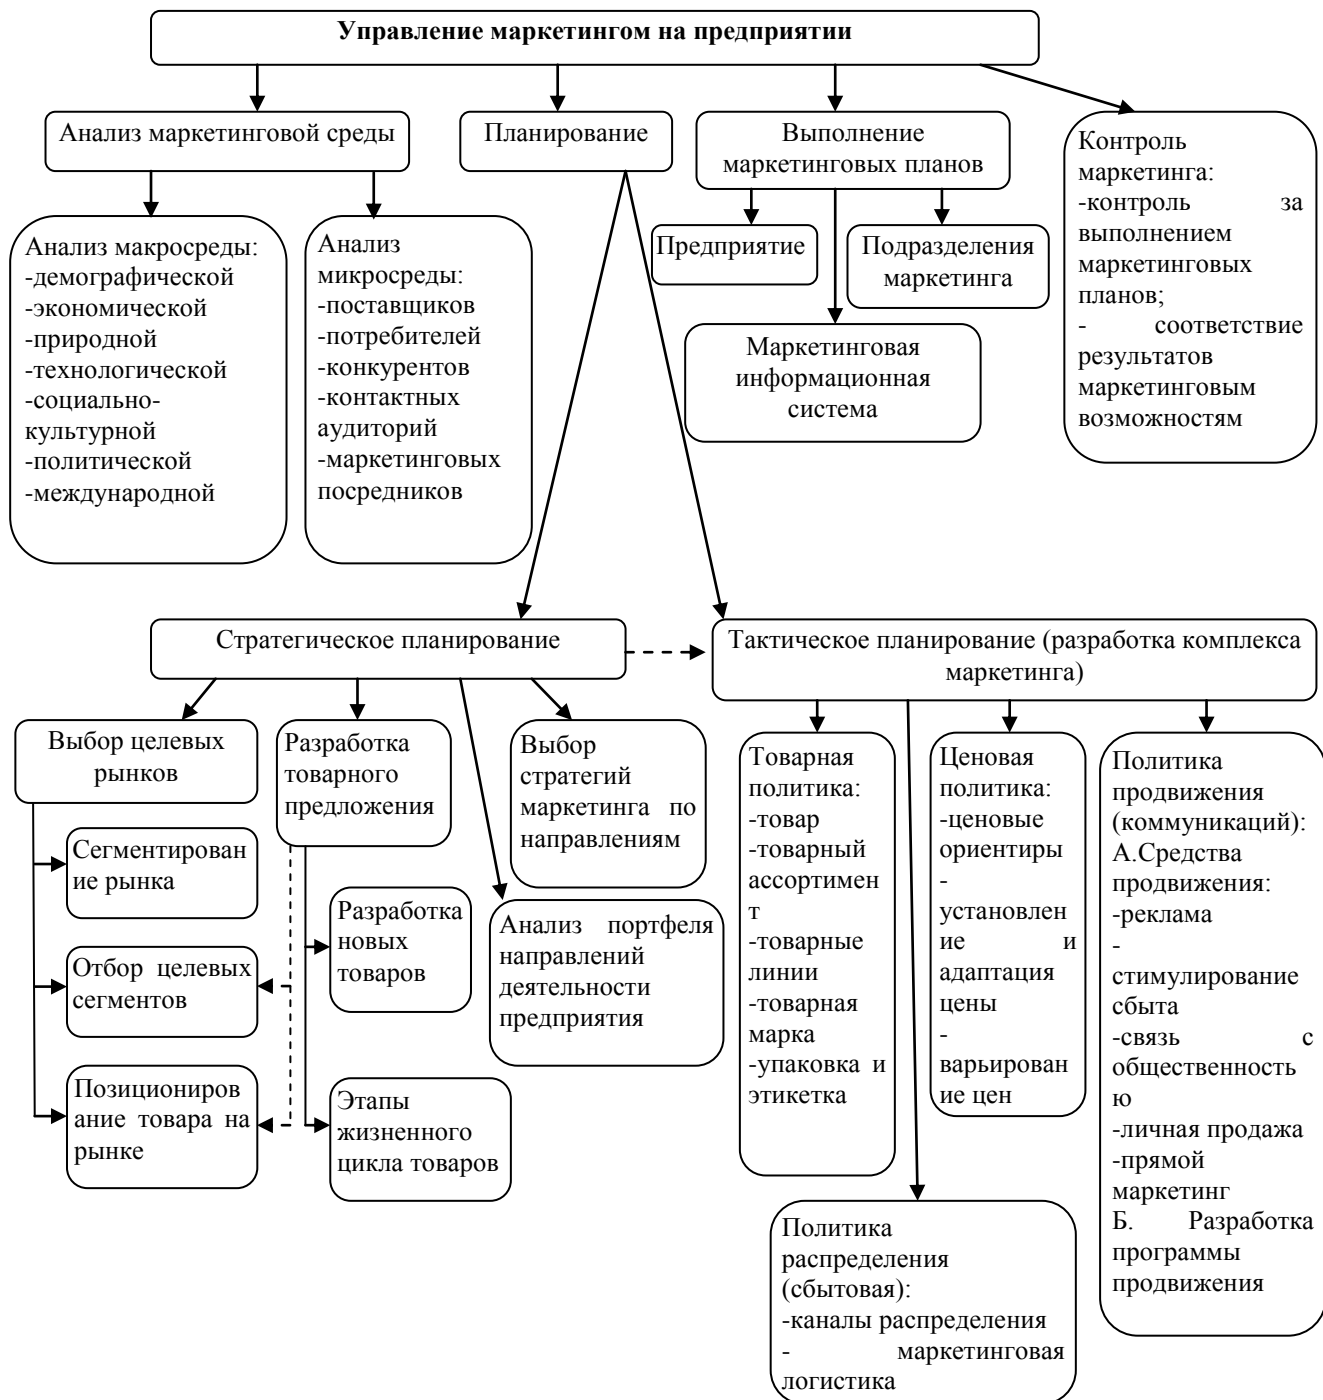 Управление маркетингом на предприятии
Анализ маркетинговой среды
Планирование
Выполнение
маркетинговых планов
Контроль
маркетинга:
-контроль за
выполнением
маркетинговых
планов;
- соответствие
результатов
маркетинговым
возможностям
Анализ макросреды:
-демографической
-экономической
-природной
-технологической
-социально-
культурной
-политической
-международной
Анализ
микросреды:
-поставщиков
-потребителей
-конкурентов
-контактных
аудиторий
-маркетинговых
посредников
Предприятие
Подразделения
маркетинга
Маркетинговая
информационная
система
Стратегическое планирование
Тактическое планирование (разработка комплекса
маркетинга)
Выбор целевых
рынков
Разработка
товарного
предложения
Выбор
стратегий
маркетинга по
направлениям
Сегментирован
ие рынка
Отбор целевых
сегментов
Позициониров
ание товара на
рынке
Разработка
новых
товаров
Этапы
жизненного
цикла товаров
Анализ портфеля
направлений
деятельности
предприятия
Товарная
политика:
-товар
-товарный
ассортимен
т
-товарные
линии
-товарная
марка
-упаковка и
этикетка
Ценовая
политика:
-ценовые
ориентиры
-
установлен
ие и
адаптация
цены
-
варьирован
ие цен
Политика
продвижения
(коммуникаций):
А.Средства
продвижения:
-реклама
-
стимулирование
сбыта
-связь с
общественность
ю
-личная продажа
-прямой
маркетинг
Б. Разработка
программы
продвижения
Политика
распределения
(сбытовая):
-каналы распределения
- маркетинговая
логистика